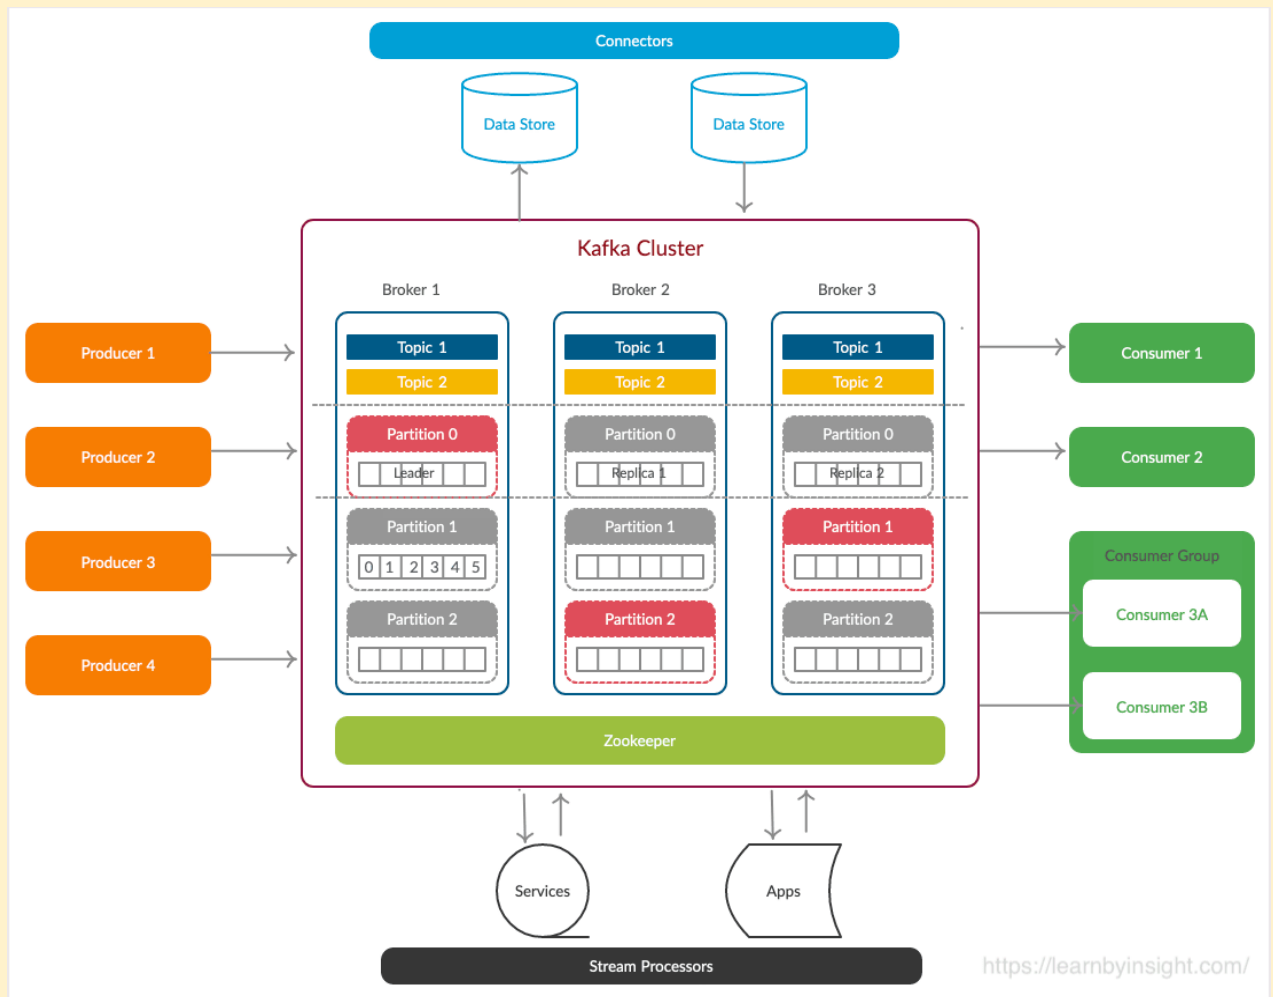 Connectors
Data Store
Data Store
Kafka Cluster
Broker 1
Broker 2
Broker 3
Topic 1
Topic 1
Topic 1
Topic 2
Topic 2
Topic 2
Partition 0
Partition 0
Partition 0
Leader
Replica 1
Replica 2
Partition 1
Partition 1
Partition 1
0 1 2 3 4 5
Partition 2
Partition 2
Partition 2
Zookeeper
Producer 1
Producer 2
Producer 3
Producer 4
Consumer 1
Consumer 2
Consumer Group
Consumer 3A
Consumer 3B
Services
Apps
Stream Processors
https://learnbyinsight.com/